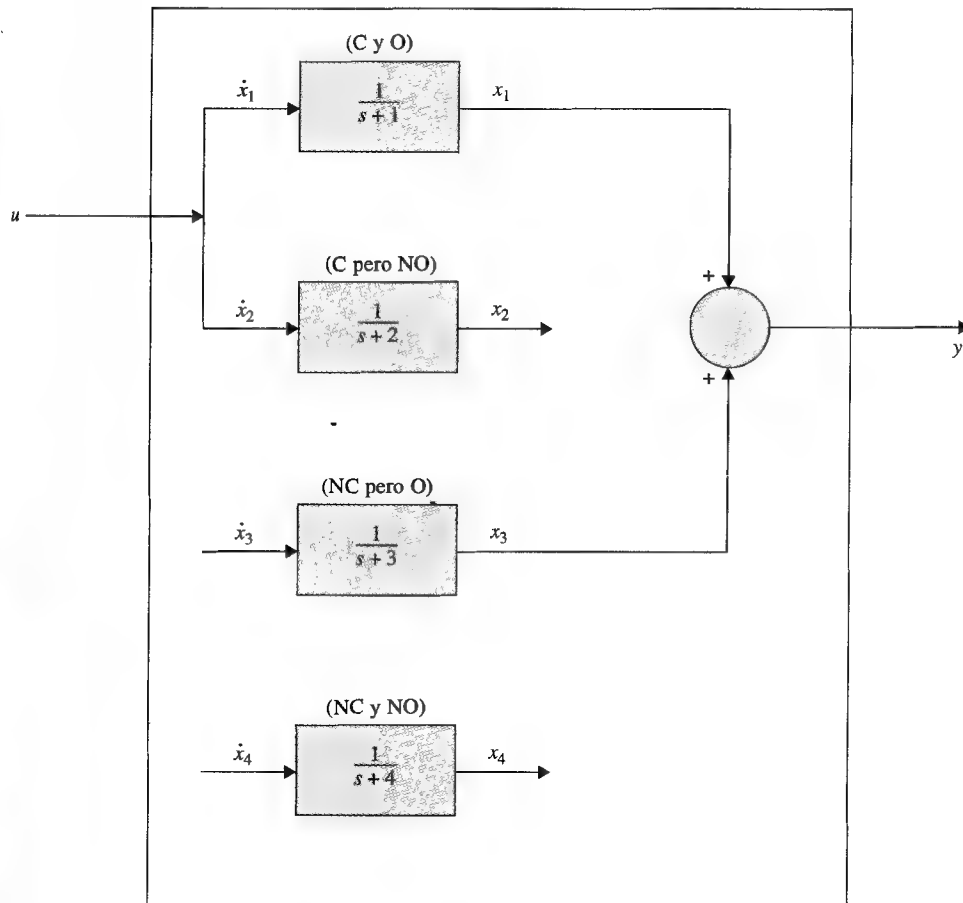 (C y O)
ẋ1
1
s + 1
x1
u
(C pero NO)
ẋ2
1
s + 2
x2
+
+
y
(NC pero O)
ẋ3
1
s + 3
x3
(NC y NO)
ẋ4
1
s + 4
x4